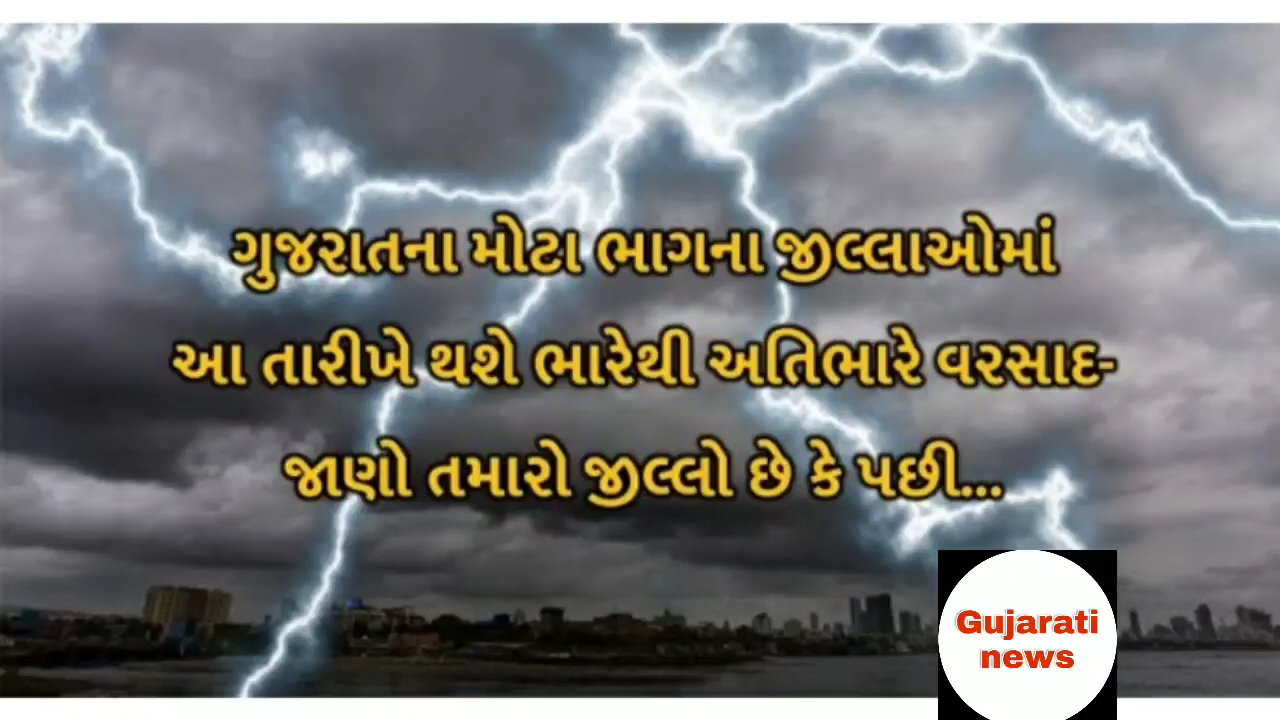 ગુજરાતના મોટા ભાગના જીલ્લાઓમાં
આ તારીખે થશે ભારેથી અતિભારે વરસાદ-
જાણો તમારો જીલ્લો છે કે પછી...
Gujarati
news